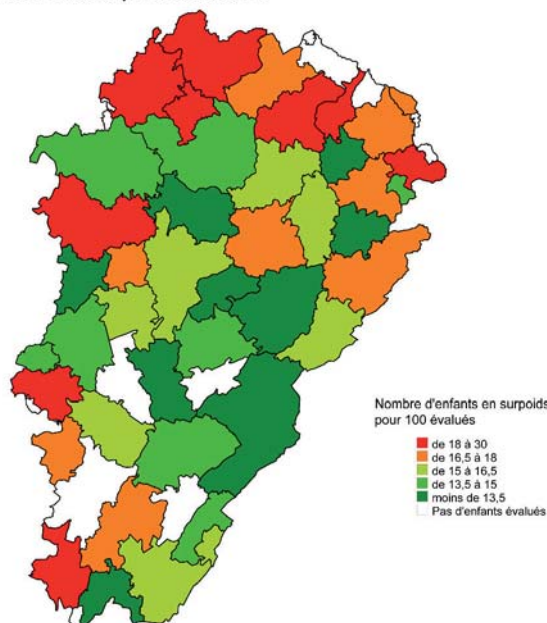 Nombre d'enfants en surpoids
pour 100 évalués
de 18 à 30
de 16,5 à 18
de 15 à 16,5
de 13,5 à 15
moins de 13,5
Pas d'enfants évalués